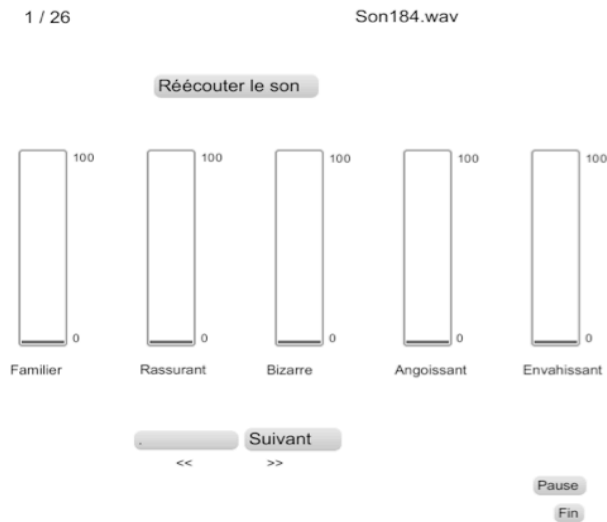 1 / 26 Son184.wav
Réécouter le son
100 100 100 100 100
0 0 0 0 0
Familier Rassurant Bizarre Angoissant Envahissant
. Suivant
<< >>
Pause
Fin